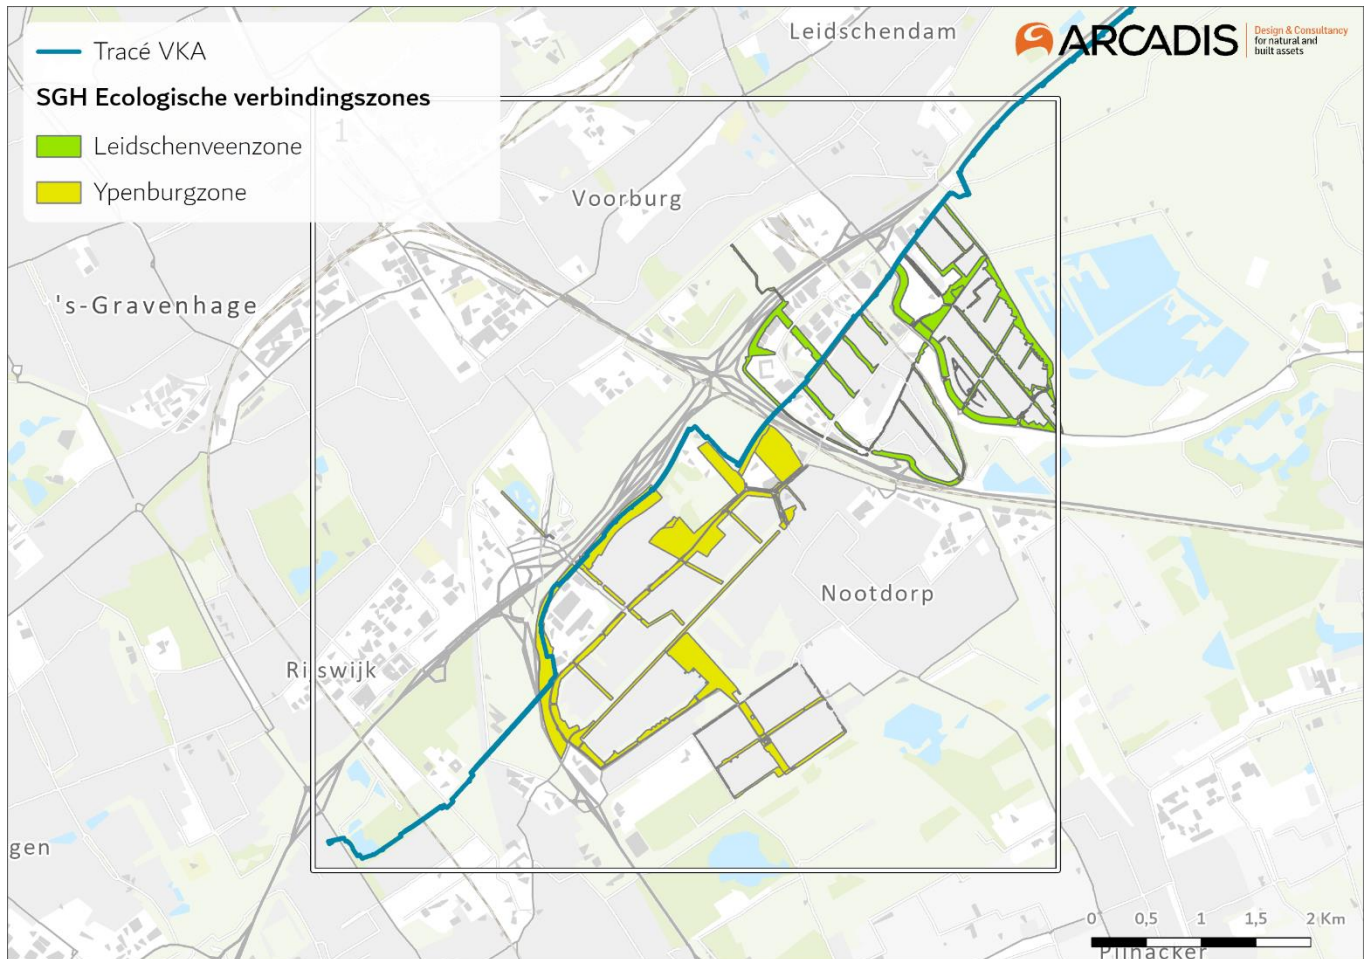 Tracé VKA
SGH Ecologische verbindingszones
Leidschenveenzone
Ypenburgzone
1
ARCADIS
Design & Consultancy
for natural and
built assets
Leidschendam
Voorburg
's-Gravenhage
Nootdorp
Rijswijk
gen
0 0,5 1 1,5 2 Km
Pijnacker